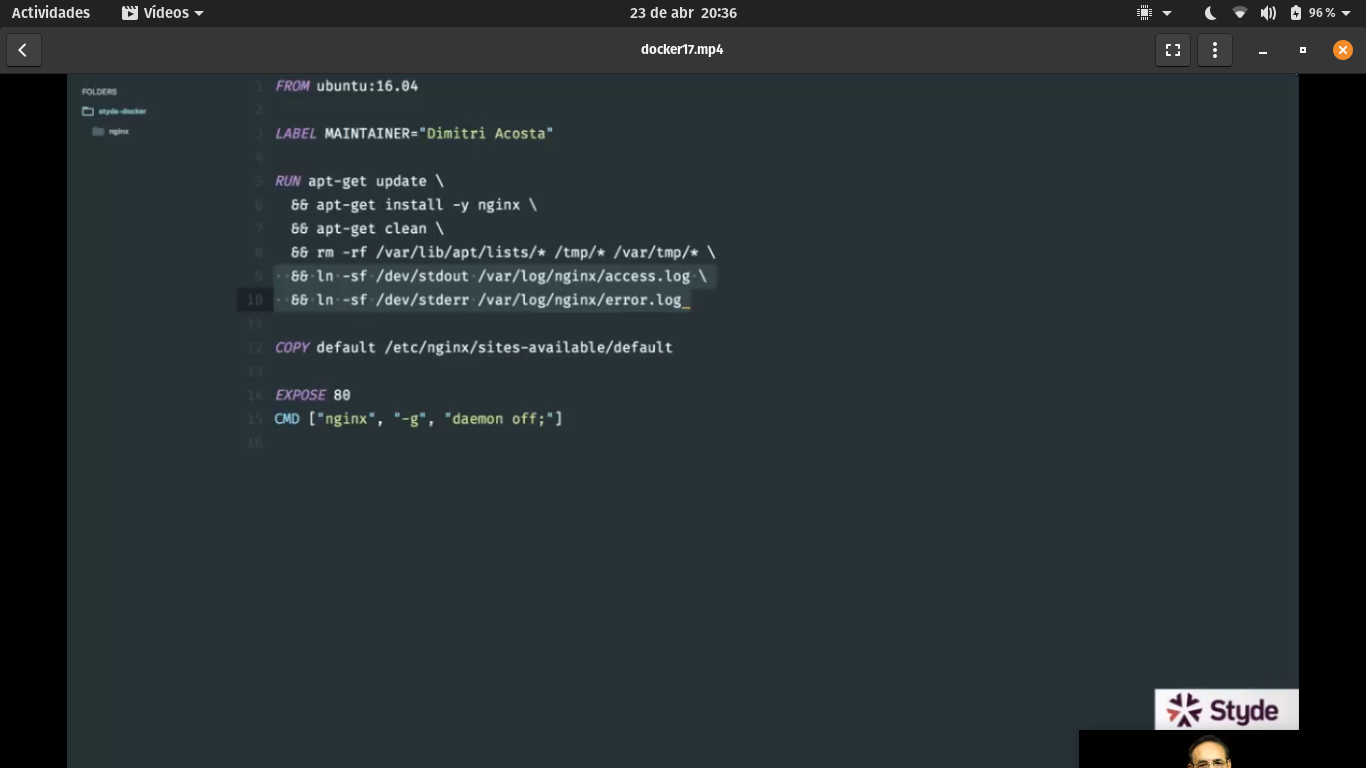 Actividades Vídeos 23 de abr 20:36 96 %
docker17.mp4
FOLDERS
styde-docker
nginx
1 FROM ubuntu:16.04
2
3 LABEL MAINTAINER="Dimitri Acosta"
4
5 RUN apt-get update \
6 && apt-get install -y nginx \
7 && apt-get clean \
8 && rm -rf /var/lib/apt/lists/* /tmp/* /var/tmp/* \
9 && ln -sf /dev/stdout /var/log/nginx/access.log \
10 && ln -sf /dev/stderr /var/log/nginx/error.log_
11
12 COPY default /etc/nginx/sites-available/default
13
14 EXPOSE 80
15 CMD ["nginx", "-g", "daemon off;"]
16
Styde